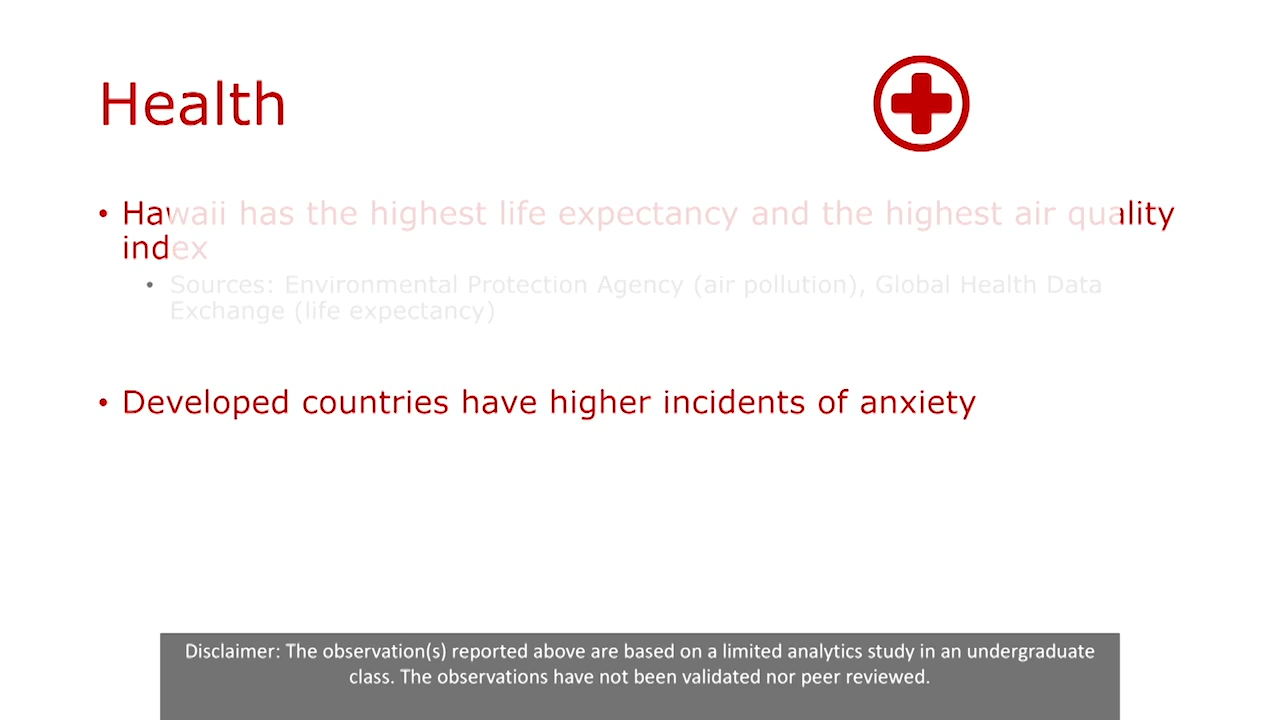 Health
• Hawaii has the highest life expectancy and the highest air quality
index
• Sources: Environmental Protection Agency (air pollution), Global Health Data
Exchange (life expectancy)
• Developed countries have higher incidents of anxiety
Disclaimer: The observation(s) reported above are based on a limited analytics study in an undergraduate
class. The observations have not been validated nor peer reviewed.